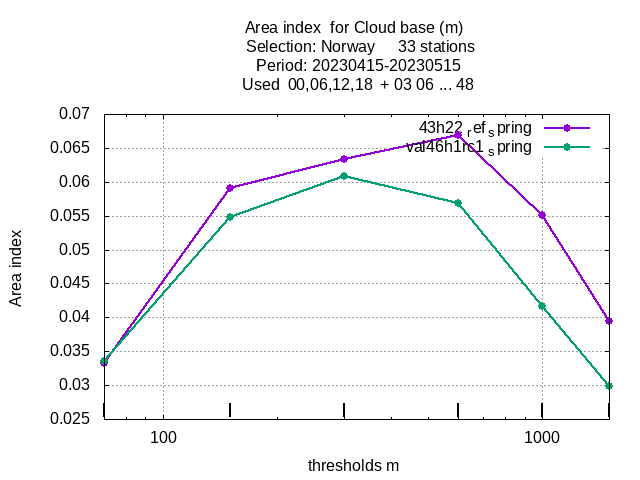 Area index  for Cloud base (m)
Selection: Norway     33 stations
Period: 20230415-20230515
Used  00,06,12,18  + 03 06 ... 48
0.07
0.065
0.06
0.055
0.05
0.045
0.04
0.035
0.03
0.025
Area index
43h22_ref_spring
val46h1rc1_spring
100
1000
thresholds m